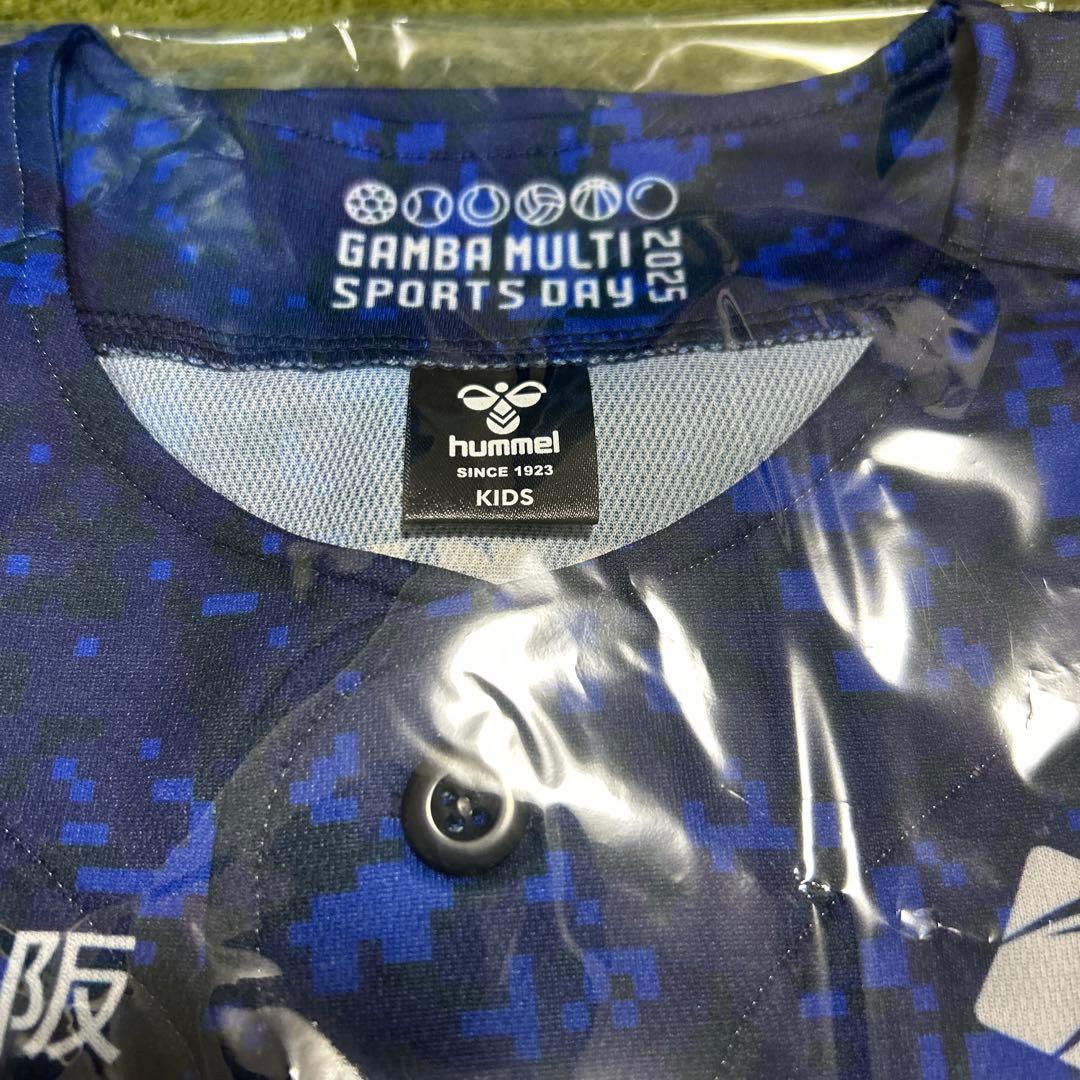 GAMBA MULTI
SPORTS DAY
2025
hummel
SINCE 1923
KIDS
阪